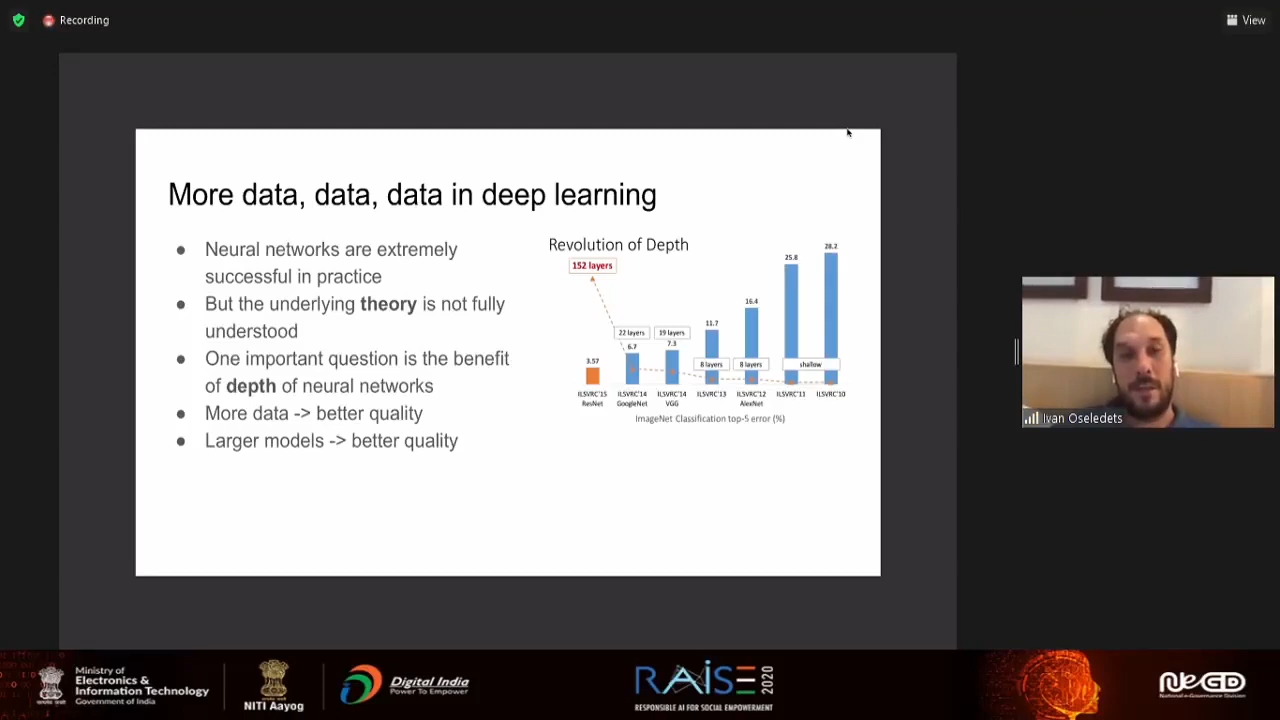 Recording
View
More data, data, data in deep learning
● Neural networks are extremely
successful in practice
● But the underlying theory is not fully
understood
● One important question is the benefit
of depth of neural networks
● More data -> better quality
● Larger models -> better quality
Revolution of Depth
152 layers
28.2
25.8
16.4
11.7
22 layers
19 layers
6.7
7.3
3.57
8 layers
8 layers
shallow
ILSVRC'15
ResNet
ILSVRC'14
GoogleNet
ILSVRC'14
VGG
ILSVRC'13
ILSVRC'12
AlexNet
ILSVRC'11
ILSVRC'10
ImageNet Classification top-5 error (%)
Ivan Oseledets
Ministry of
Electronics &
Information Technology
Government of India
NITI Aayog
Digital India
Power To Empower
RAISE 2020
RESPONSIBLE AI FOR SOCIAL EMPOWERMENT
NeGD
National e-Governance Division